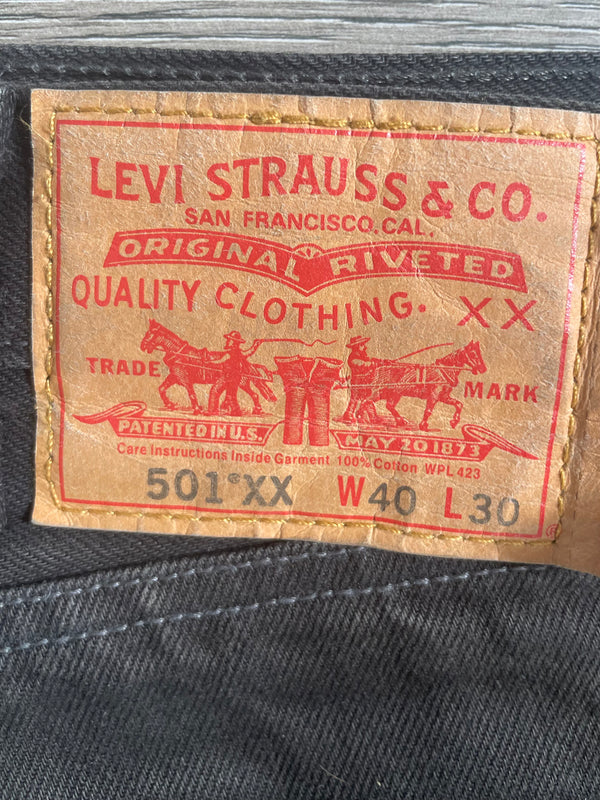 LEVI STRAUSS & CO.
SAN FRANCISCO, CAL.
ORIGINAL RIVETED
QUALITY CLOTHING. XX
TRADE MARK
PATENTED IN U.S. MAY 20 1873
Care Instructions Inside Garment 100% Cotton WPL 423
501®XX W40 L30
®